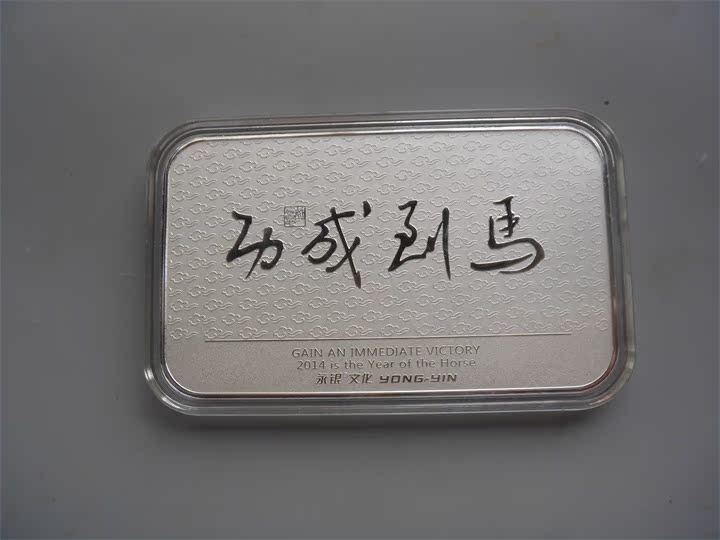 馬到成功
GAIN AN IMMEDIATE VICTORY
2014 is the Year of the Horse
永银 文化 YONG-YIN